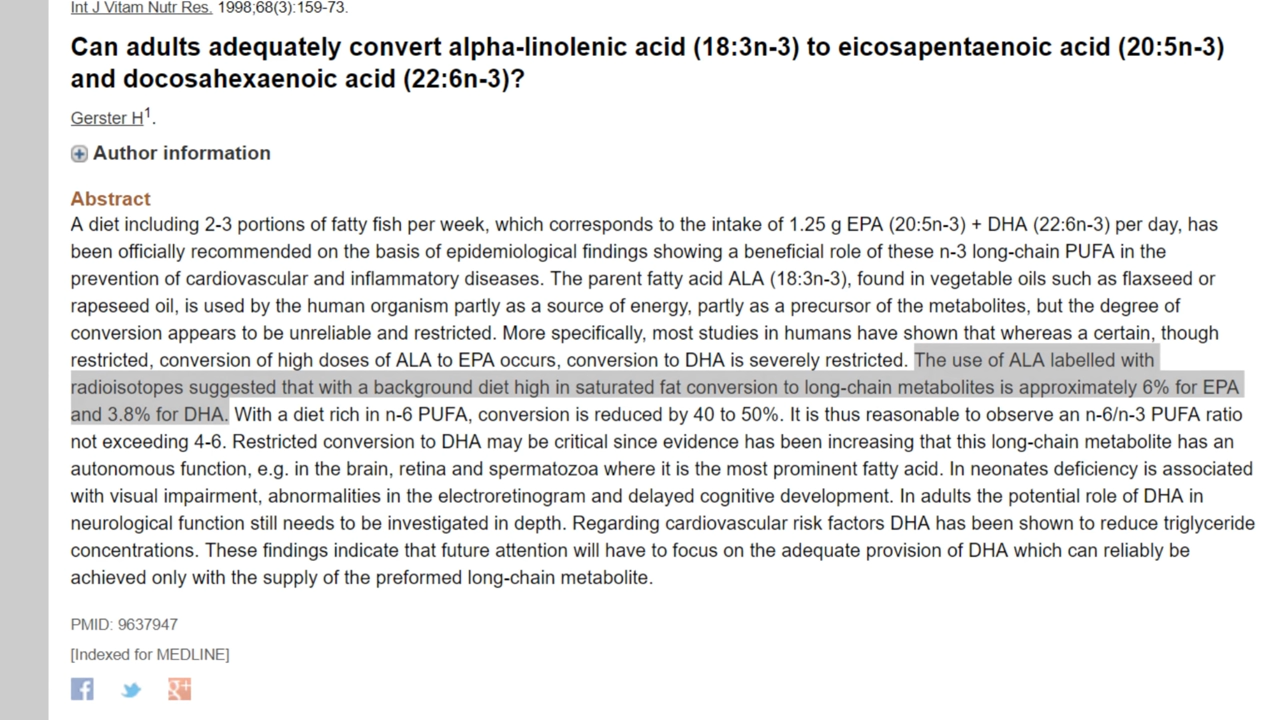 Int J Vitam Nutr Res. 1998;68(3):159-73.
Can adults adequately convert alpha-linolenic acid (18:3n-3) to eicosapentaenoic acid (20:5n-3)
and docosahexaenoic acid (22:6n-3)?
Gerster H1.
Author information
Abstract
A diet including 2-3 portions of fatty fish per week, which corresponds to the intake of 1.25 g EPA (20:5n-3) + DHA (22:6n-3) per day, has
been officially recommended on the basis of epidemiological findings showing a beneficial role of these n-3 long-chain PUFA in the
prevention of cardiovascular and inflammatory diseases. The parent fatty acid ALA (18:3n-3), found in vegetable oils such as flaxseed or
rapeseed oil, is used by the human organism partly as a source of energy, partly as a precursor of the metabolites, but the degree of
conversion appears to be unreliable and restricted. More specifically, most studies in humans have shown that whereas a certain, though
restricted, conversion of high doses of ALA to EPA occurs, conversion to DHA is severely restricted. The use of ALA labelled with
radioisotopes suggested that with a background diet high in saturated fat conversion to long-chain metabolites is approximately 6% for EPA
and 3.8% for DHA. With a diet rich in n-6 PUFA, conversion is reduced by 40 to 50%. It is thus reasonable to observe an n-6/n-3 PUFA ratio
not exceeding 4-6. Restricted conversion to DHA may be critical since evidence has been increasing that this long-chain metabolite has an
autonomous function, e.g. in the brain, retina and spermatozoa where it is the most prominent fatty acid. In neonates deficiency is associated
with visual impairment, abnormalities in the electroretinogram and delayed cognitive development. In adults the potential role of DHA in
neurological function still needs to be investigated in depth. Regarding cardiovascular risk factors DHA has been shown to reduce triglyceride
concentrations. These findings indicate that future attention will have to focus on the adequate provision of DHA which can reliably be
achieved only with the supply of the preformed long-chain metabolite.
PMID: 9637947
[Indexed for MEDLINE]
f
g+